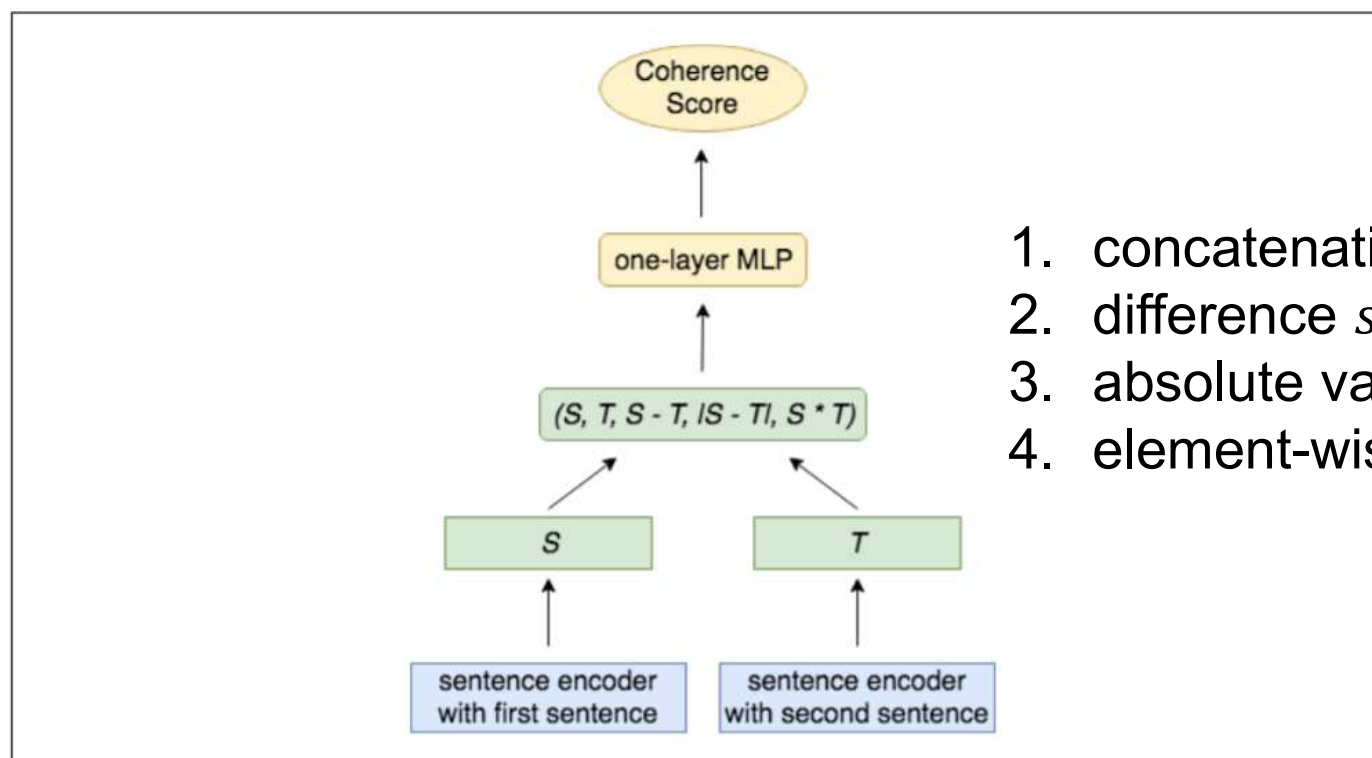 Coherence
Score
one-layer MLP
(S, T, S - T, |S - T|, S * T)
S
T
sentence encoder
with first sentence
sentence encoder
with second sentence
1. concatenati
2. difference s
3. absolute va
4. element-wis